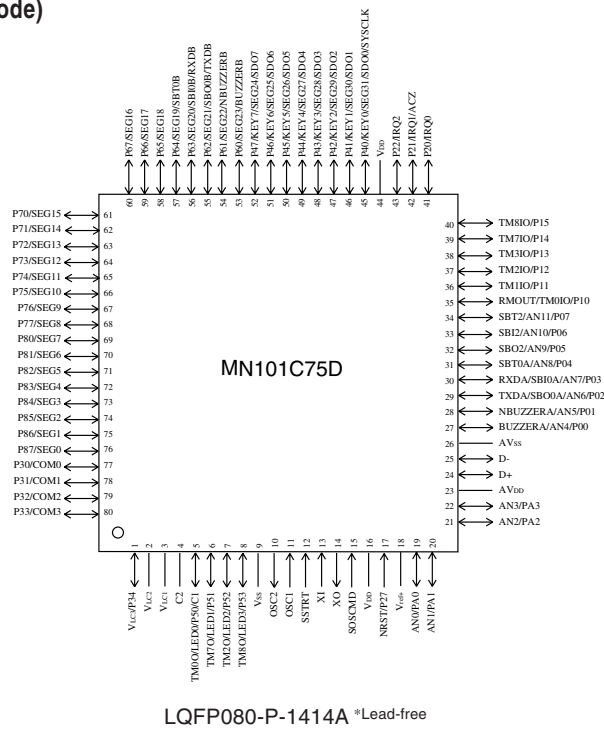 ode)
P67/SEG16
P66/SEG17
P65/SEG18
P64/SEG19/SBT0B
P63/SEG20/SBI0B/RXDB
P62/SEG21/SBO0B/TXDB
P61/SEG22/NBUZZERB
P60/SEG23/BUZZERB
P47/KEY7/SEG24/SDO7
P46/KEY6/SEG25/SDO6
P45/KEY5/SEG26/SDO5
P44/KEY4/SEG27/SDO4
P43/KEY3/SEG28/SDO3
P42/KEY2/SEG29/SDO2
P41/KEY1/SEG30/SDO1
P40/KEY0/SEG31/SDO0/SYSCLK
VDD
P22/IRQ2
P21/IRQ1/ACZ
P20/IRQ0
60 59 58 57 56 55 54 53 52 51 50 49 48 47 46 45 44 43 42 41
P70/SEG15 61
P71/SEG14 62
P72/SEG13 63
P73/SEG12 64
P74/SEG11 65
P75/SEG10 66
P76/SEG9 67
P77/SEG8 68
P80/SEG7 69
P81/SEG6 70
P82/SEG5 71
P83/SEG4 72
P84/SEG3 73
P85/SEG2 74
P86/SEG1 75
P87/SEG0 76
P30/COM0 77
P31/COM1 78
P32/COM2 79
P33/COM3 80
MN101C75D
40 TM8IO/P15
39 TM7IO/P14
38 TM3IO/P13
37 TM2IO/P12
36 TM1IO/P11
35 RMOUT/TM0IO/P10
34 SBT2/AN11/P07
33 SBI2/AN10/P06
32 SBO2/AN9/P05
31 SBT0A/AN8/P04
30 RXDA/SBI0A/AN7/P03
29 TXDA/SBO0A/AN6/P02
28 NBUZZERA/AN5/P01
27 BUZZERA/AN4/P00
26 AVSS
25 D-
24 D+
23 AVDD
22 AN3/PA3
21 AN2/PA2
1 2 3 4 5 6 7 8 9 10 11 12 13 14 15 16 17 18 19 20
VLC3/P34
VLC2
VLC1
C2
TM0O/LED0/P50/C1
TM7O/LED1/P51
TM2O/LED2/P52
TM8O/LED3/P53
VSS
OSC2
OSC1
SSTRT
XI
XO
SOSCMD
VDD
NRST/P27
Vref+
AN0/PA0
AN1/PA1
LQFP080-P-1414A *Lead-free